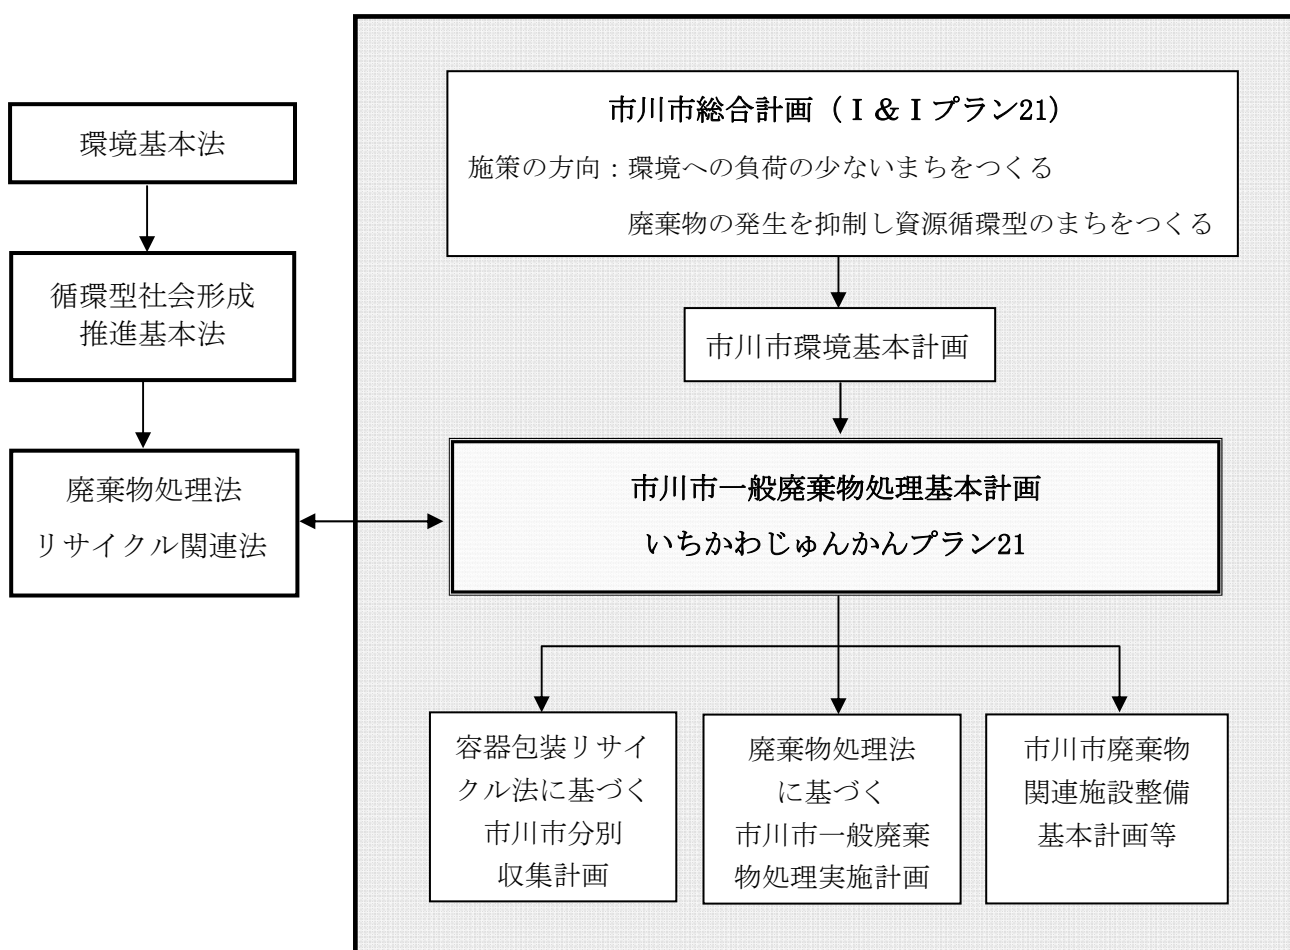 環境基本法
循環型社会形成
推進基本法
廃棄物処理法
リサイクル関連法
市川市総合計画（Ｉ＆Ｉプラン21）
施策の方向：環境への負荷の少ないまちをつくる
廃棄物の発生を抑制し資源循環型のまちをつくる
市川市環境基本計画
市川市一般廃棄物処理基本計画
いちかわじゅんかんプラン21
容器包装リサイ
クル法に基づく
市川市分別
収集計画
廃棄物処理法
に基づく
市川市一般廃棄
物処理実施計画
市川市廃棄物
関連施設整備
基本計画等